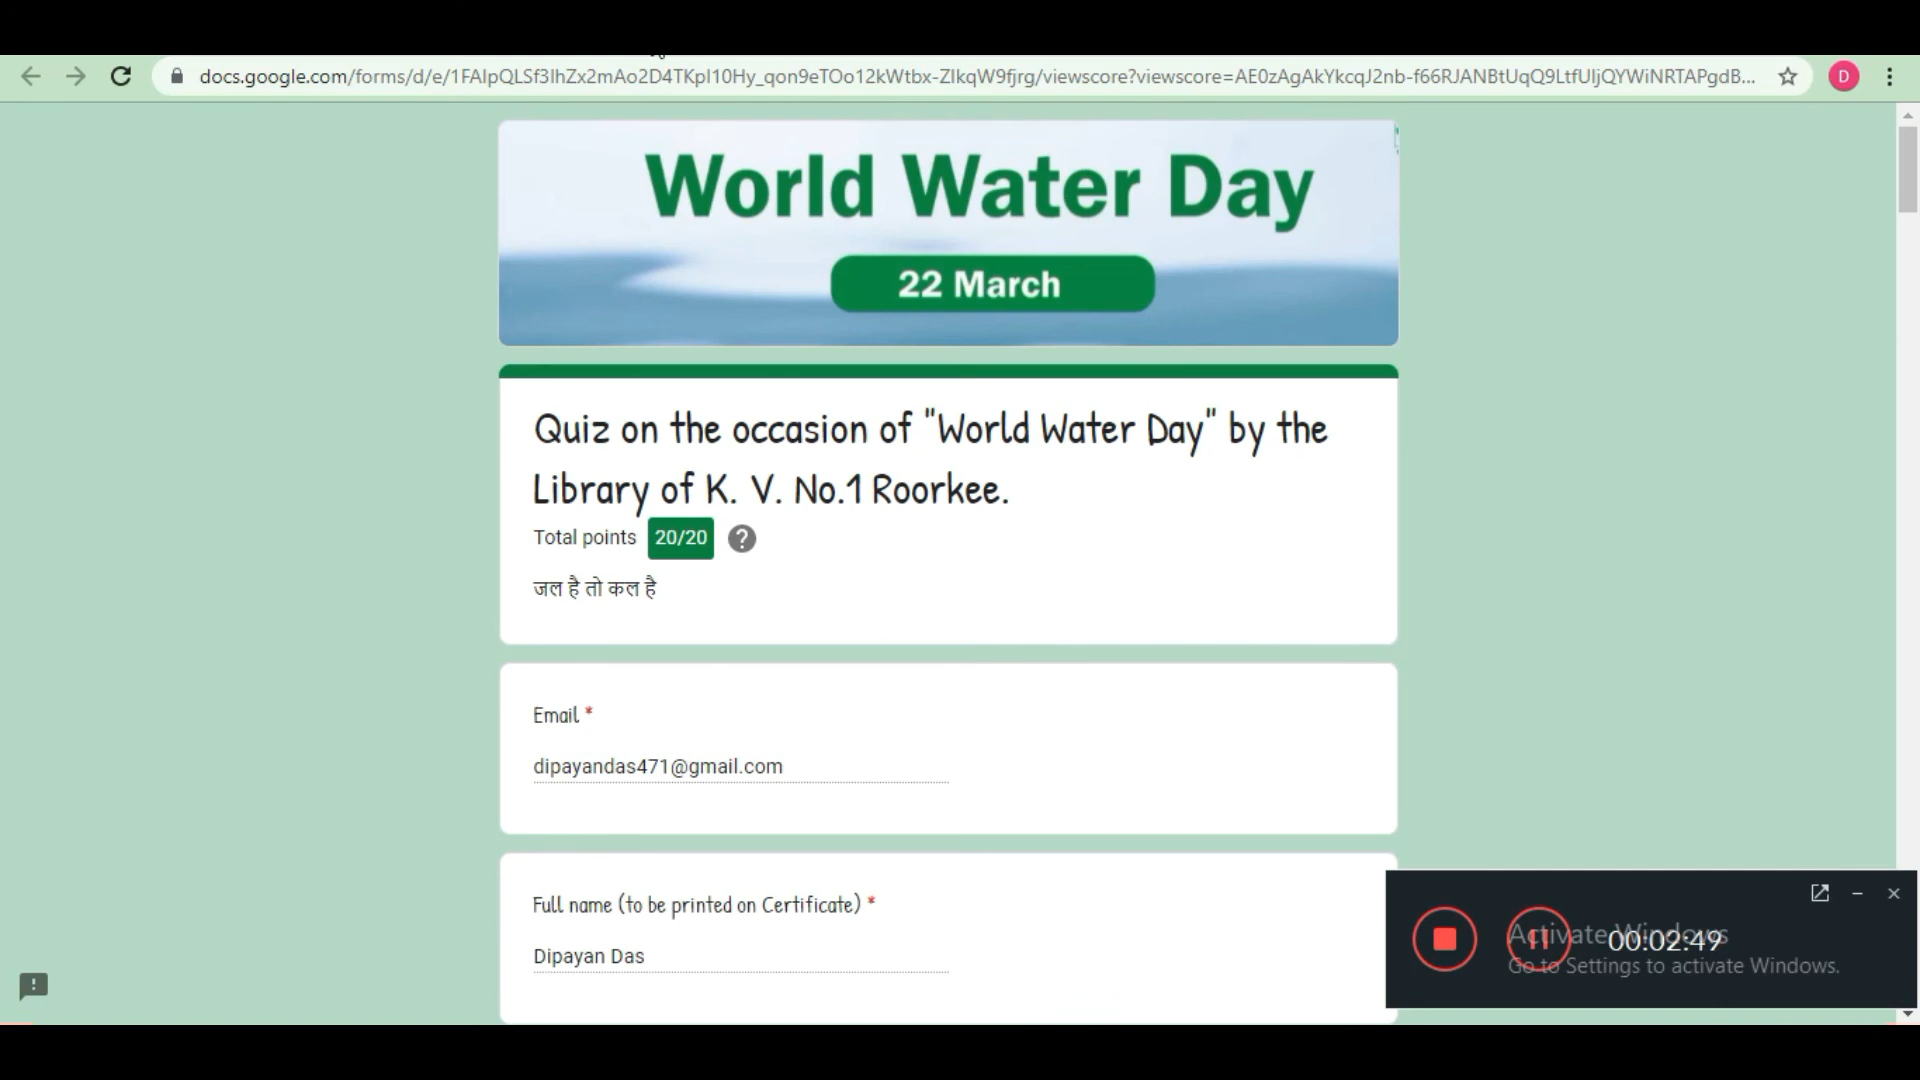 docs.google.com/forms/d/e/1FAIpQLSf3lhZx2mAo2D4TKpI10Hy_qon9eTOo12kWtbx-ZIkqW9fjrg/viewscore?viewscore=AE0zAgAkYkcqJ2nb-f66RJANBtUqQ9LtfUIjQYWiNRTAPgdB...
D
World Water Day
22 March
Quiz on the occasion of "World Water Day" by the
Library of K. V. No.1 Roorkee.
Total points 20/20
जल है तो कल है
Email *
dipayandas471@gmail.com
Full name (to be printed on Certificate) *
Dipayan Das
Activate Windows
00:02:49
Go to Settings to activate Windows.